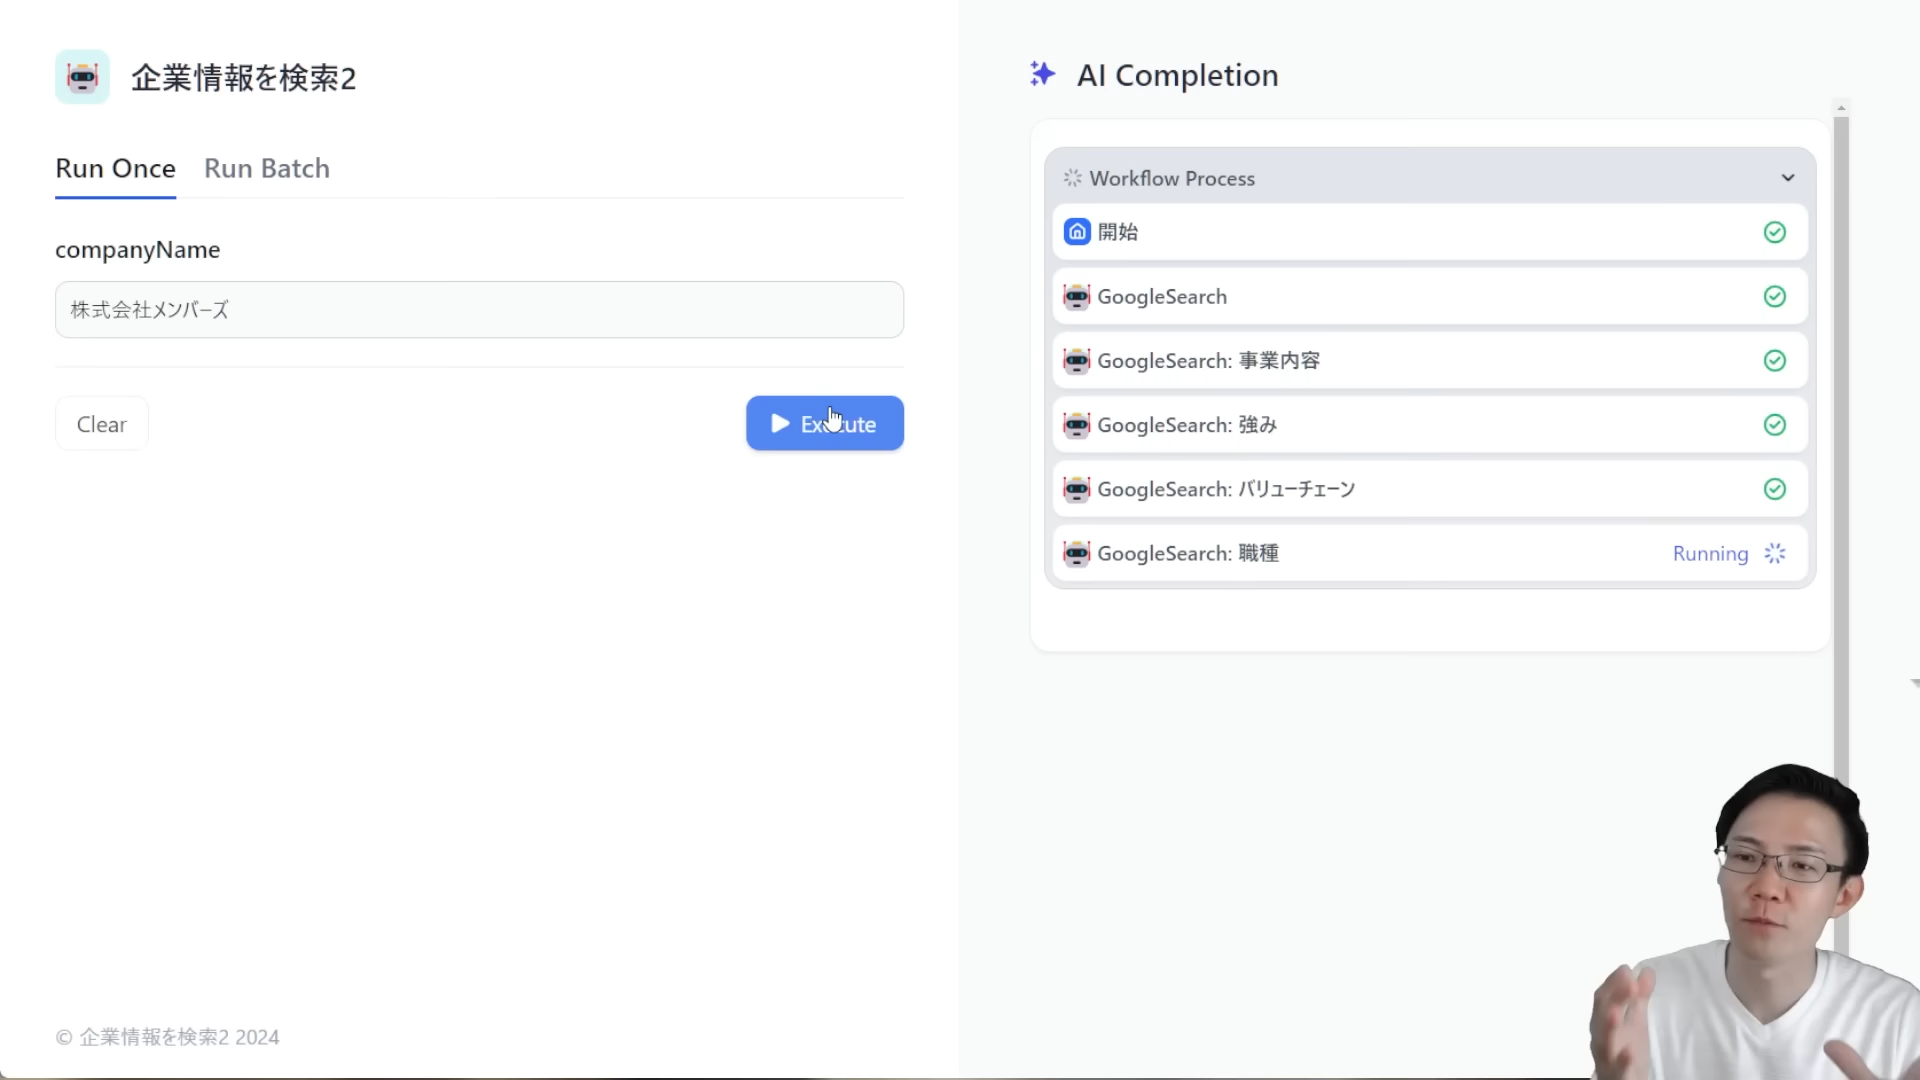 企業情報を検索2
Run Once
Run Batch
companyName
株式会社メンバーズ
Clear
Execute
© 企業情報を検索2 2024
AI Completion
Workflow Process
開始
GoogleSearch
GoogleSearch: 事業内容
GoogleSearch: 強み
GoogleSearch: バリューチェーン
GoogleSearch: 職種
Running